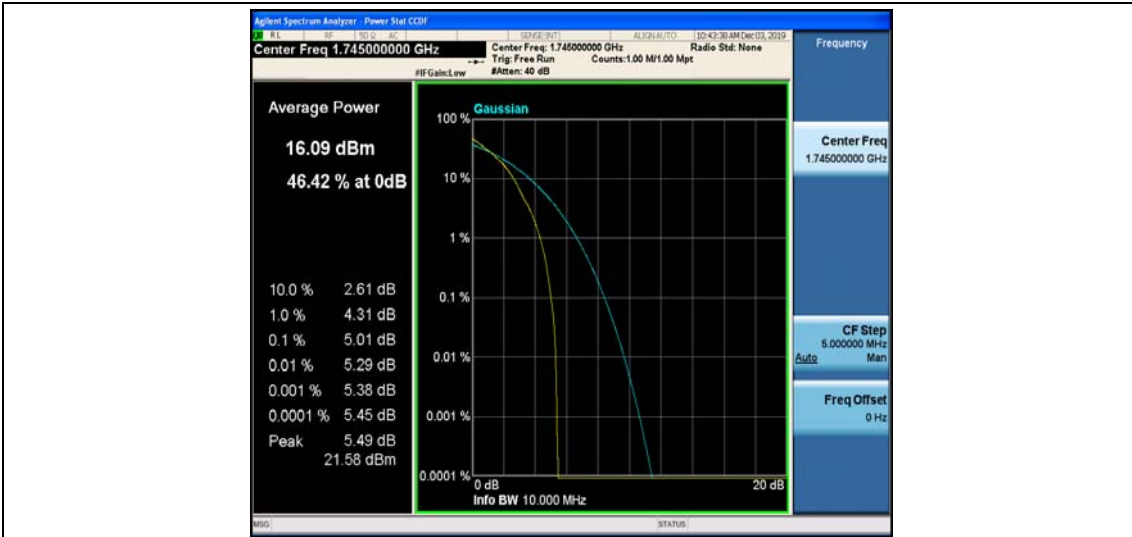 Agilent Spectrum Analyzer - Power Stat CCDF
RL RF 50 Ω AC SENSE:INT ALIGN AUTO 10:43:30 AM Dec 03, 2019
Center Freq 1.745000000 GHz
Center Freq: 1.745000000 GHz Radio Std: None
Trig: Free Run Counts:1.00 M/1.00 Mpt
#IFGain:Low #Atten: 40 dB
Frequency
Average Power
16.09 dBm
46.42 % at 0dB
10.0 % 2.61 dB
1.0 % 4.31 dB
0.1 % 5.01 dB
0.01 % 5.29 dB
0.001 % 5.38 dB
0.0001 % 5.45 dB
Peak 5.49 dB
21.58 dBm
Gaussian
100 %
10 %
1 %
0.1 %
0.01 %
0.001 %
0.0001 %
0 dB 20 dB
Info BW 10.000 MHz
Center Freq
1.745000000 GHz
CF Step
5.000000 MHz
Auto Man
Freq Offset
0 Hz
MSG STATUS